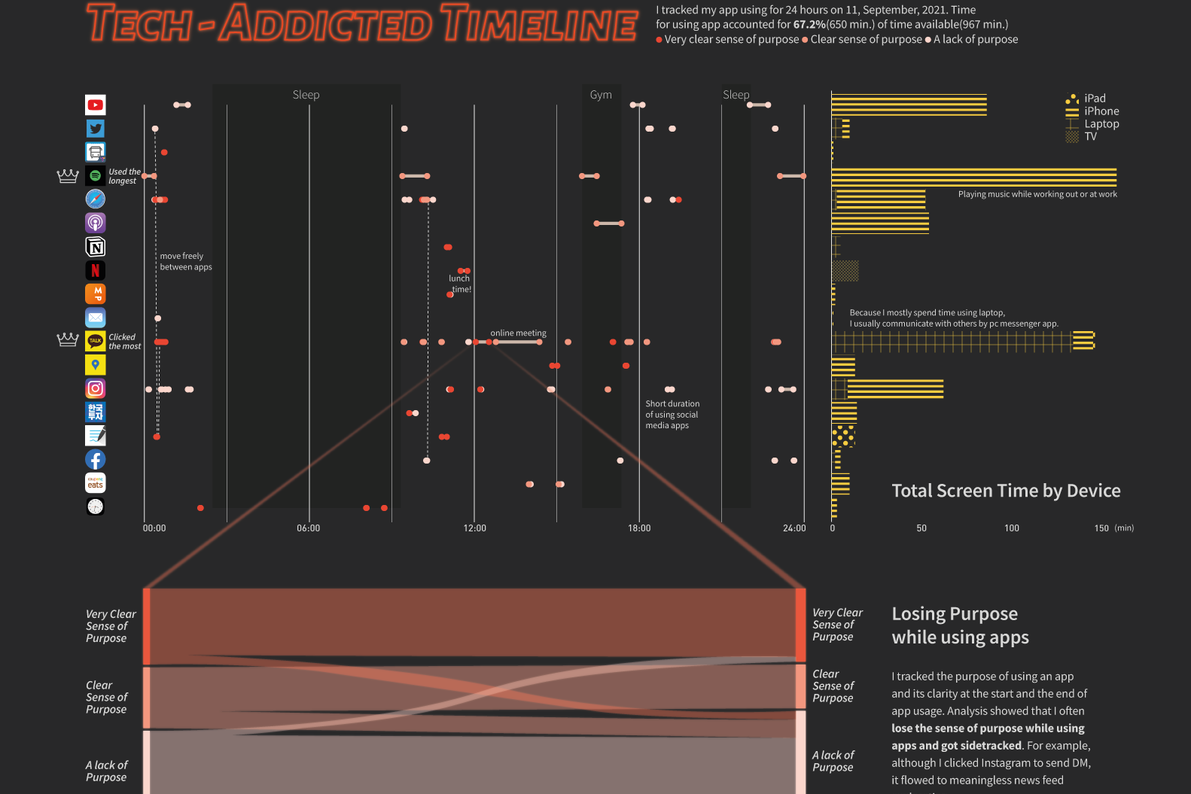 TECH-ADDICTED TIMELINE
I tracked my app using for 24 hours on 11, September, 2021. Time
for using app accounted for 67.2%(650 min.) of time available(967 min.)
Very clear sense of purpose Clear sense of purpose A lack of purpose
Sleep
Gym
Sleep
iPad
iPhone
Laptop
TV
Used the
longest
Playing music while working out or at work
N
N
move freely
between apps
lunch
time!
MP
Because I mostly spend time using laptop,
I usually communicate with others by pc messenger app.
Clicked
the most
TALK
online meeting
Short duration
of using social
media apps
한국
투자
eats
Total Screen Time by Device
00:00
06:00
12:00
18:00
24:00
0
50
100
150 (min)
Very Clear
Sense of
Purpose
Clear
Sense of
Purpose
A lack of
Purpose
Very Clear
Sense of
Purpose
Clear
Sense of
Purpose
A lack of
Purpose
Losing Purpose
while using apps
I tracked the purpose of using an app
and its clarity at the start and the end of
app usage. Analysis showed that I often
lose the sense of purpose while using
apps and got sidetracked. For example,
although I clicked Instagram to send DM,
it flowed to meaningless news feed